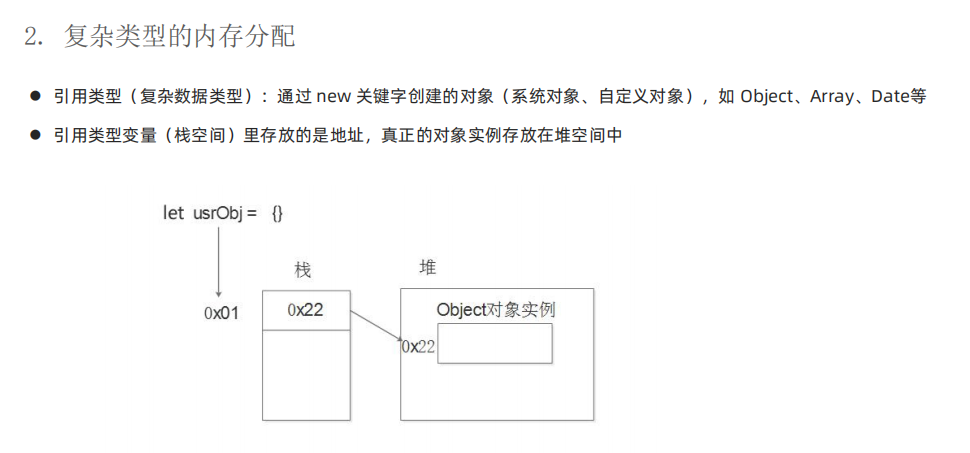 2. 复杂类型的内存分配
● 引用类型（复杂数据类型）：通过 new 关键字创建的对象（系统对象、自定义对象），如 Object、Array、Date等
● 引用类型变量（栈空间）里存放的是地址，真正的对象实例存放在堆空间中
let usrObj = {}
栈
堆
0x01
0x22
Object对象实例
0x22